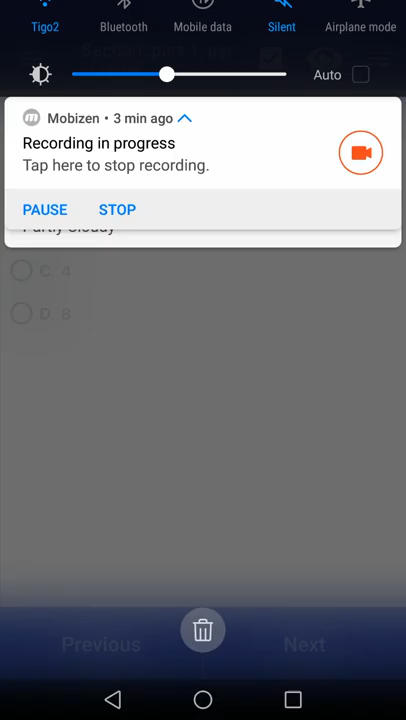 Tigo2 Bluetooth Mobile data Silent Airplane mode
Auto
Mobizen • 3 min ago
Recording in progress
Tap here to stop recording.
PAUSE STOP
Partly Cloudy
C. 4
D. 8
Previous Next